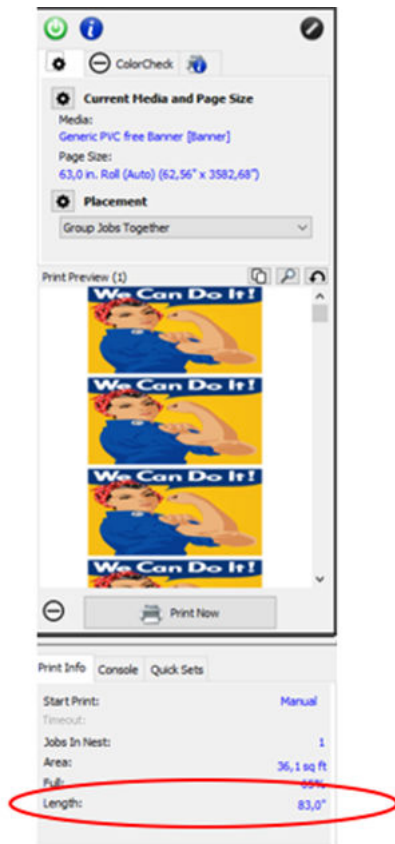 ColorCheck
Current Media and Page Size
Media:
Generic PVC free Banner [Banner]
Page Size:
63,0 in. Roll (Auto) (62,56" x 3582,68")
Placement
Group Jobs Together
Print Preview (1)
We Can Do It!
We Can Do It!
We Can Do It!
We Can Do It!
Print Now
Print Info Console Quick Sets
Start Print: Manual
Timeout:
Jobs In Nest: 1
Area: 36,1 sq ft
Full: 65%
Length: 83,0"